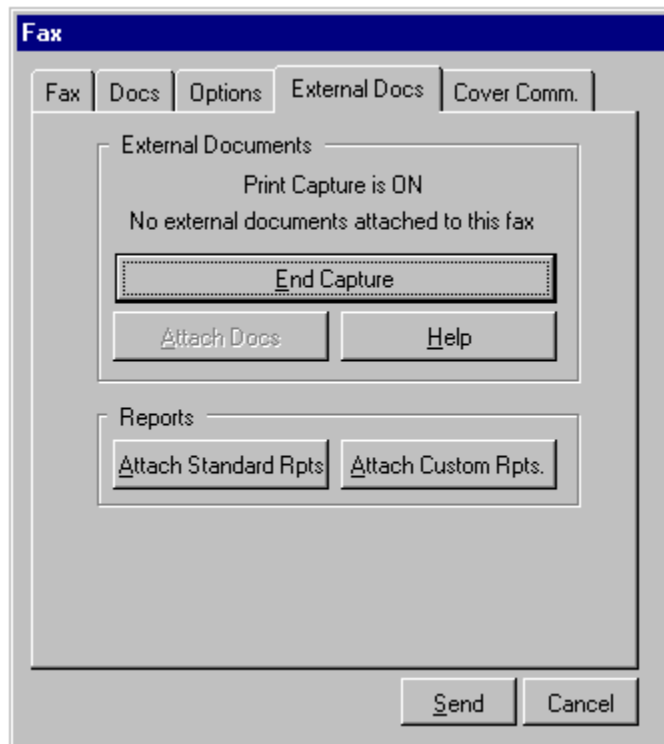 Fax
Fax Docs Options External Docs Cover Comm.
External Documents
Print Capture is ON
No external documents attached to this fax
End Capture
Attach Docs Help
Reports
Attach Standard Rpts Attach Custom Rpts.
Send Cancel